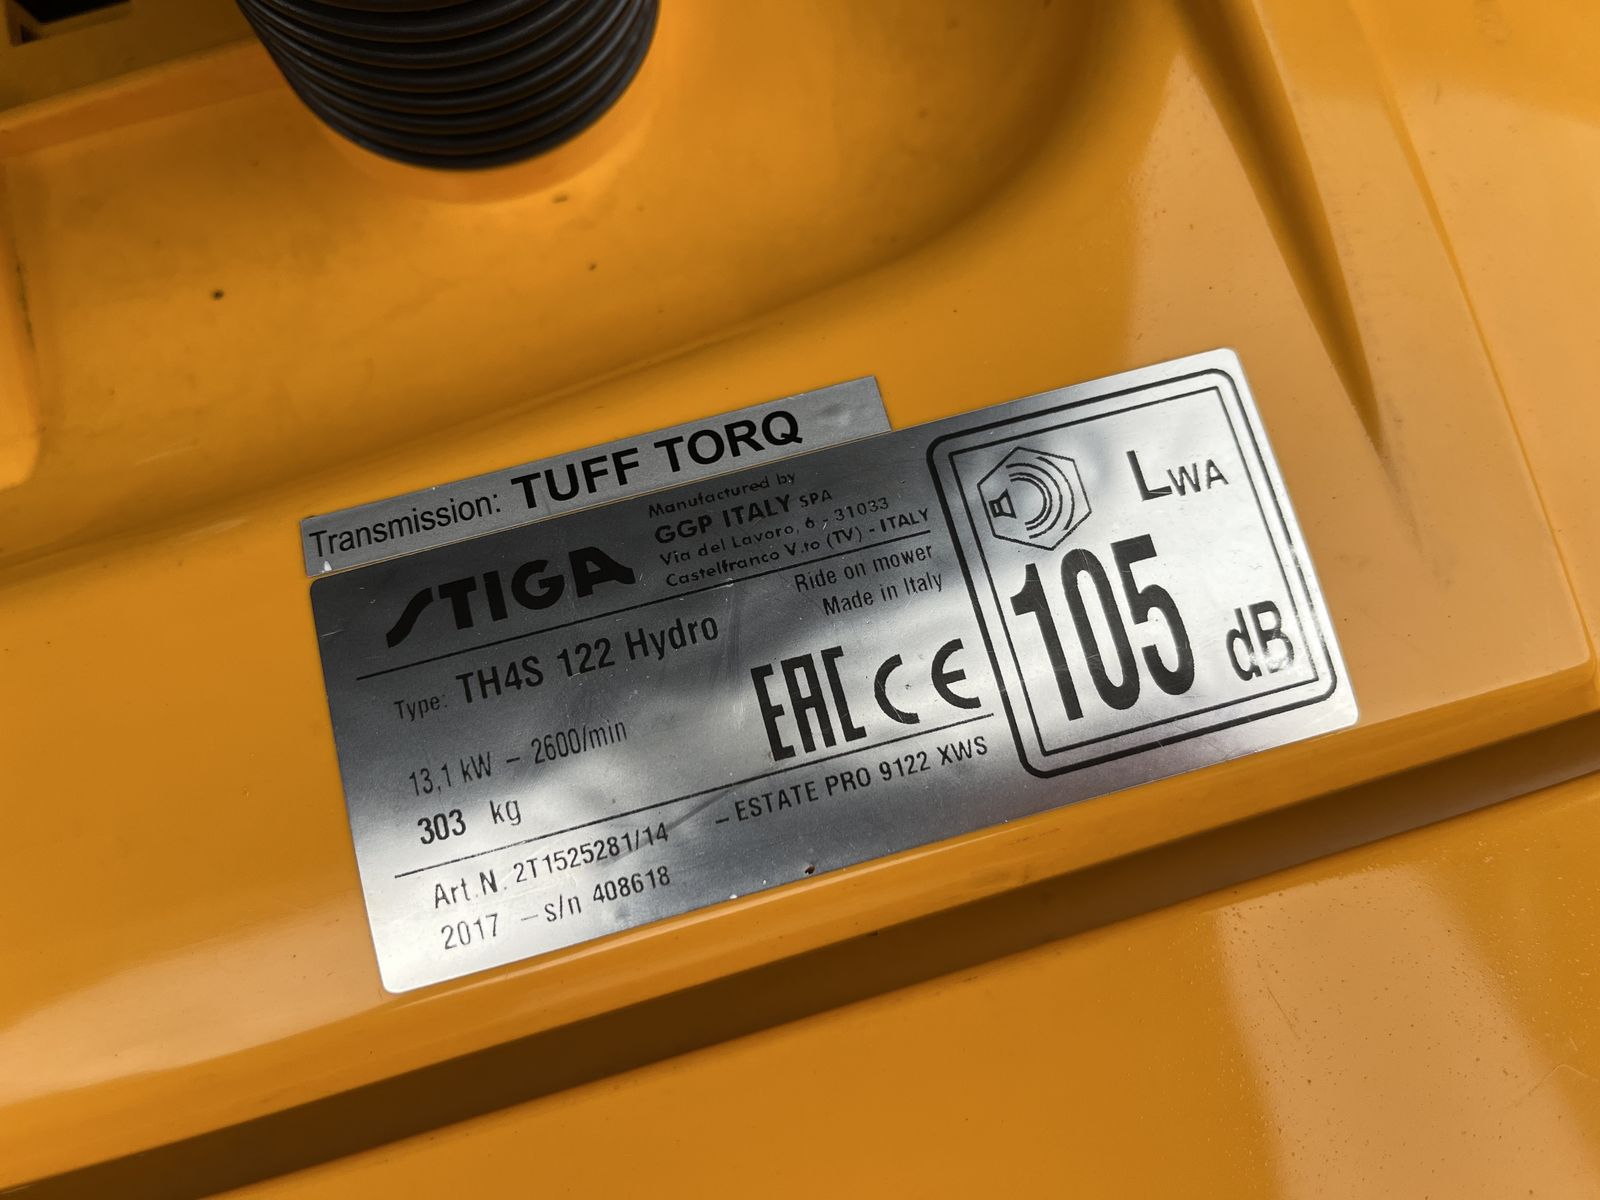 Transmission: TUFF TORQ
STIGA
Manufactured by
GGP ITALY SPA
Via del Lavoro, 6 - 31033
Castelfranco V.to (TV) - ITALY
Type: TH4S 122 Hydro
Ride on mower
Made in Italy
13,1 kW - 2600/min
303 kg
EAC CE
Art.N. 2T1525281/14 - ESTATE PRO 9122 XWS
2017 - s/n 408618
LWA
105 dB